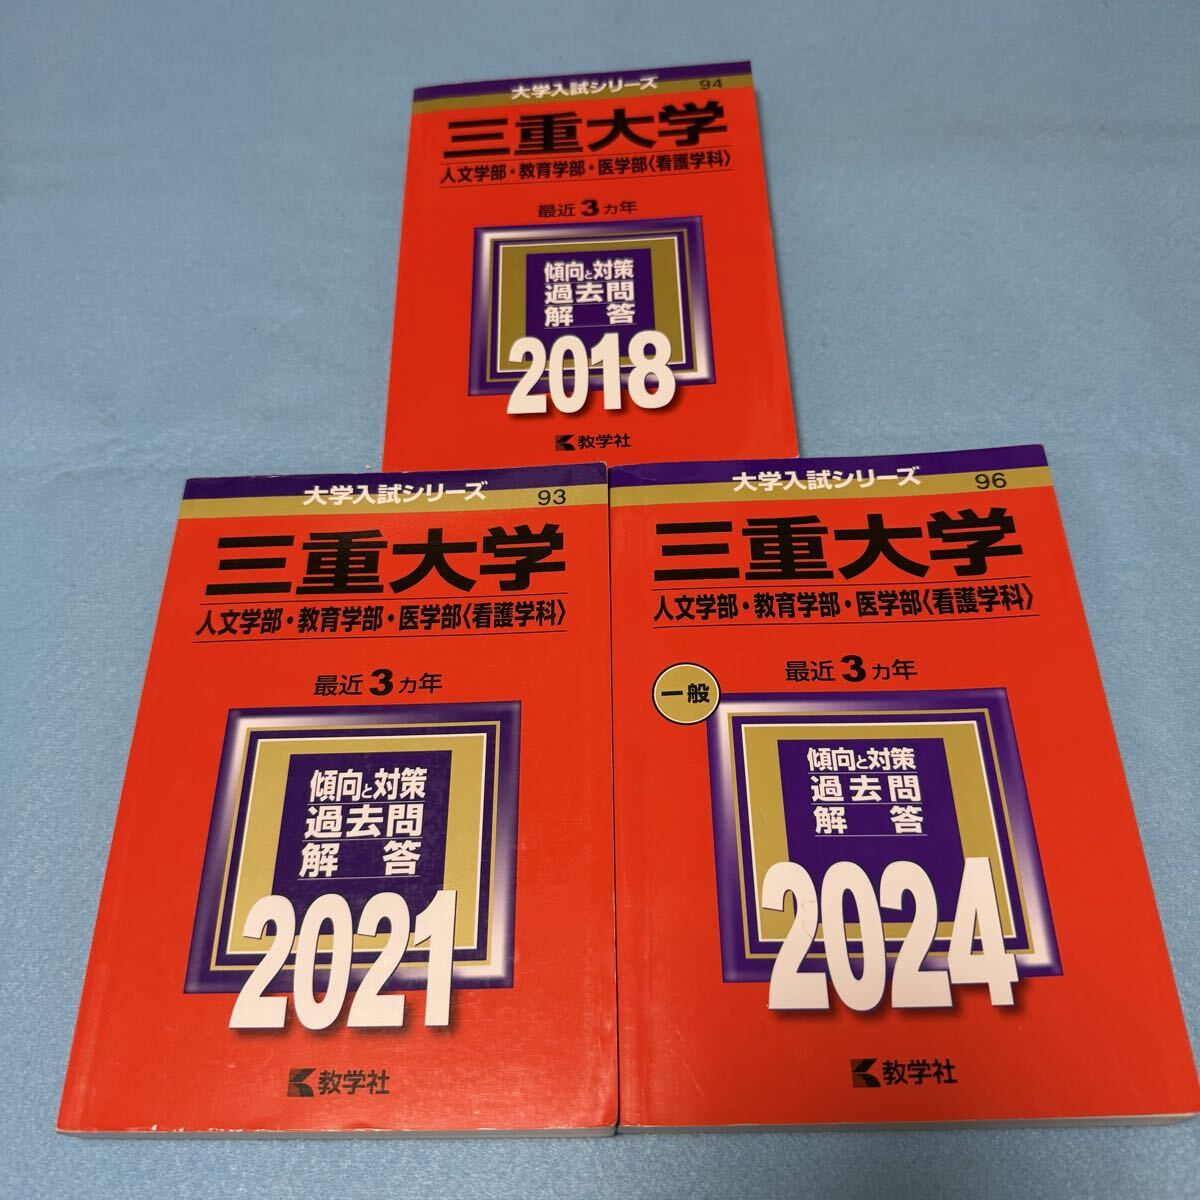 大学入試シリーズ 94
三重大学
人文学部・教育学部・医学部〈看護学科〉
最近3ヵ年
傾向と対策
過去問
解答
2018
教学社
大学入試シリーズ 93
三重大学
人文学部・教育学部・医学部〈看護学科〉
最近3ヵ年
傾向と対策
過去問
解答
2021
教学社
大学入試シリーズ 96
三重大学
人文学部・教育学部・医学部〈看護学科〉
最近3ヵ年
一般
傾向と対策
過去問
解答
2024
教学社